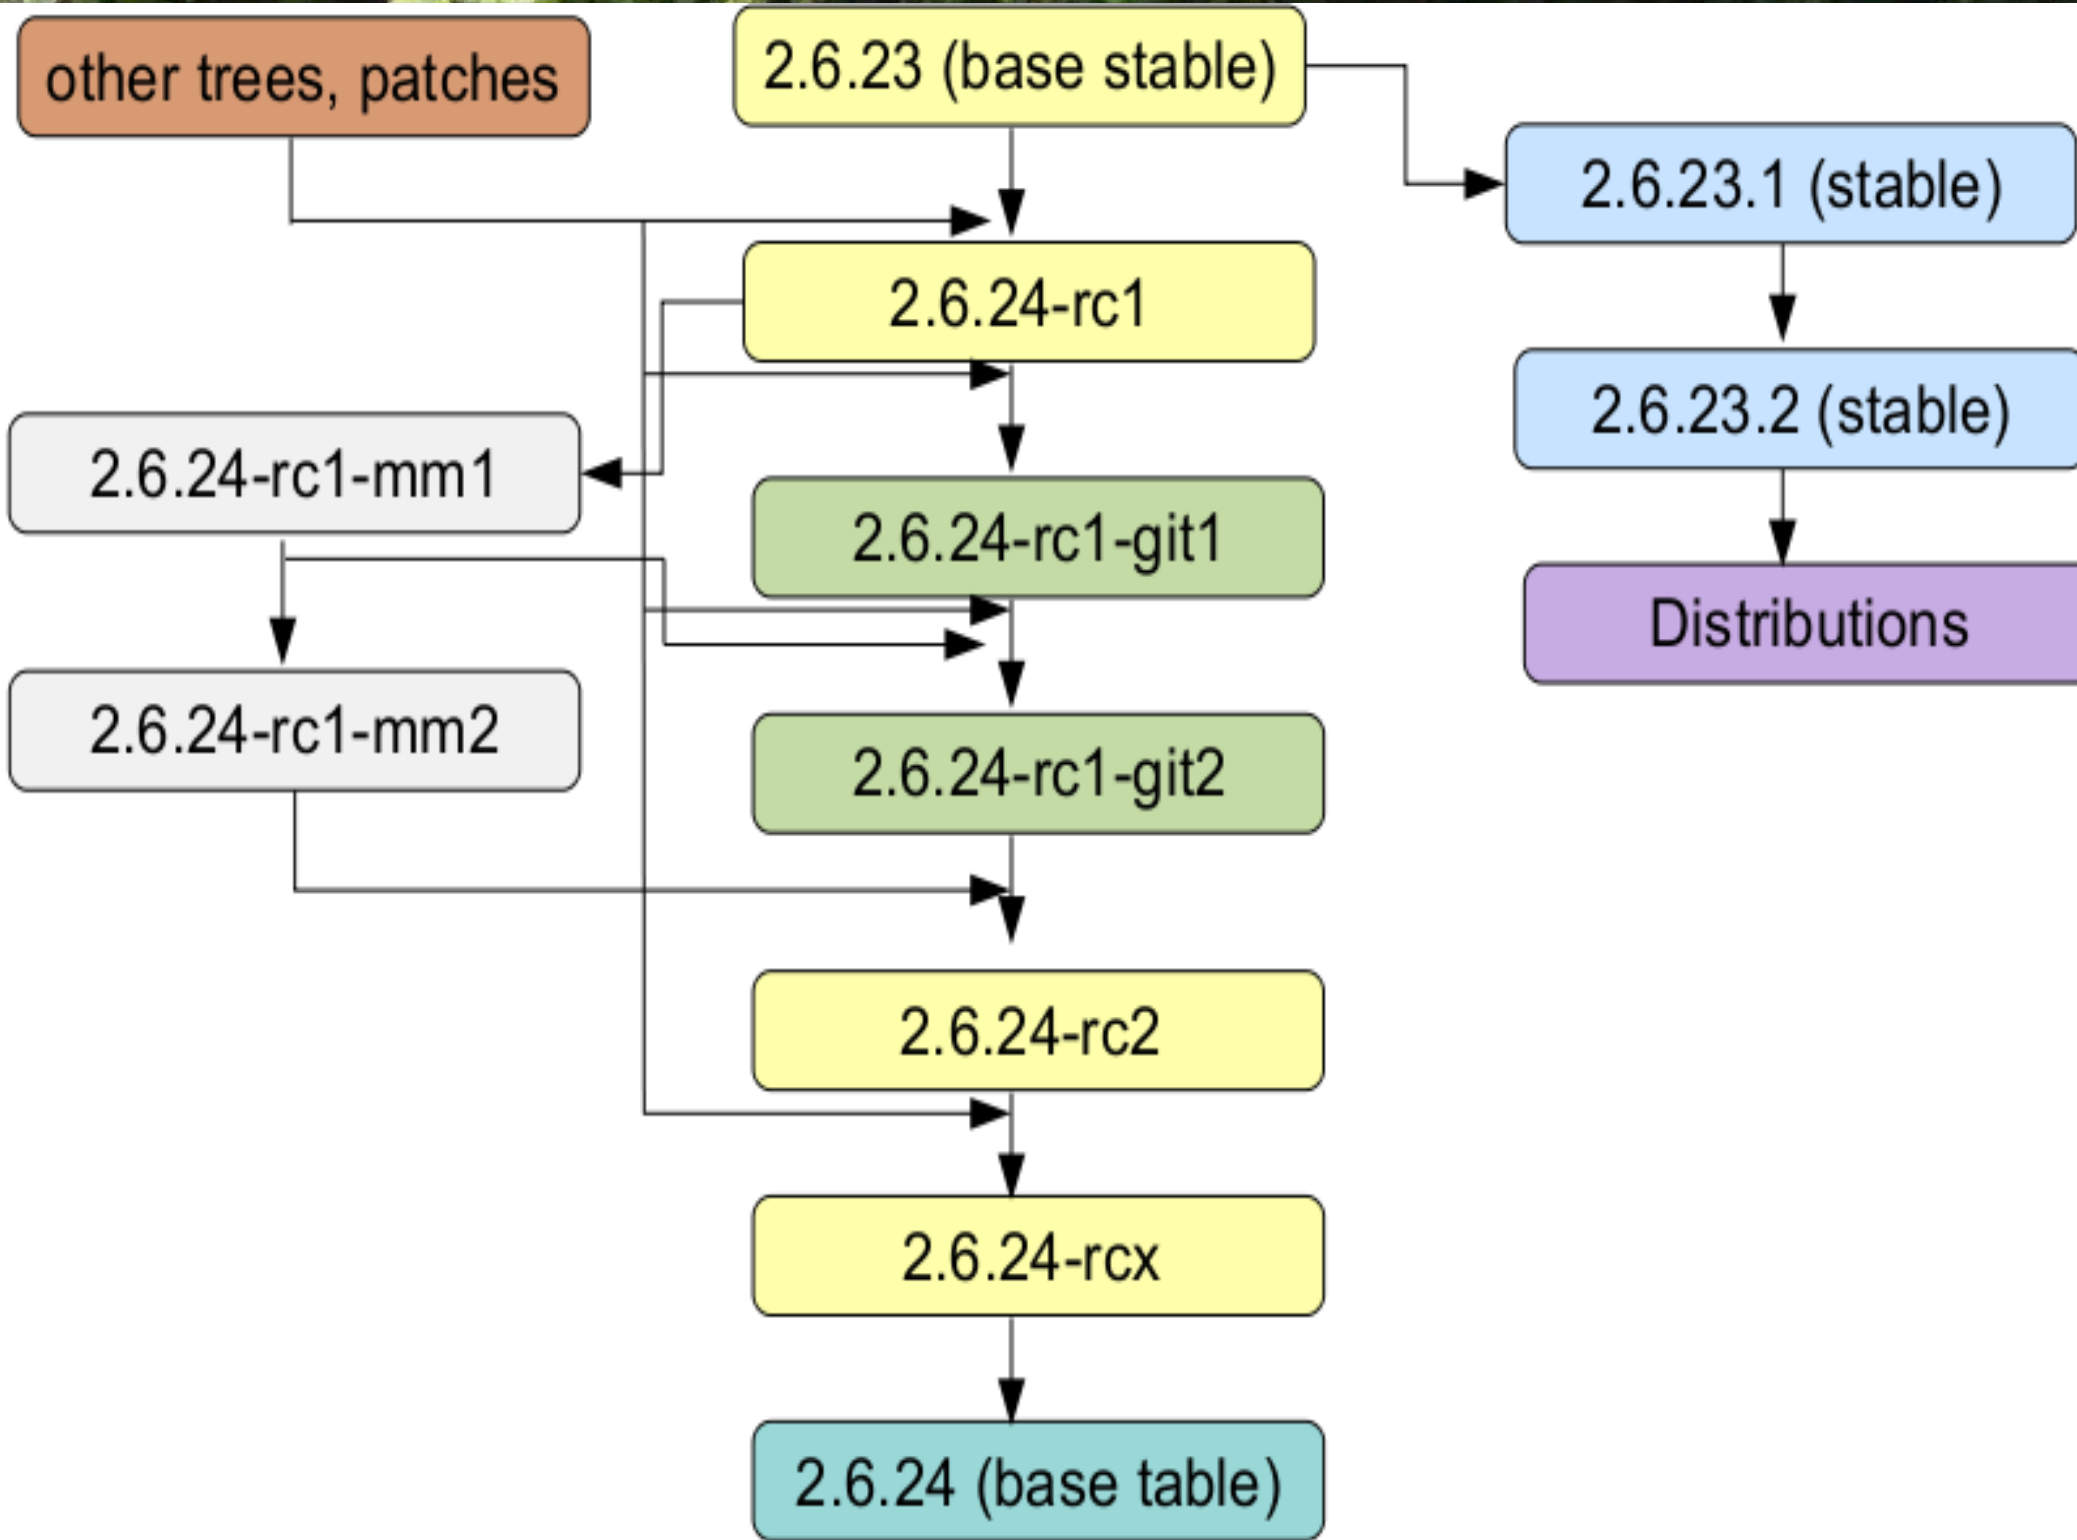 other trees, patches
2.6.23 (base stable)
2.6.23.1 (stable)
2.6.24-rc1
2.6.23.2 (stable)
2.6.24-rc1-mm1
2.6.24-rc1-git1
Distributions
2.6.24-rc1-mm2
2.6.24-rc1-git2
2.6.24-rc2
2.6.24-rcx
2.6.24 (base table)